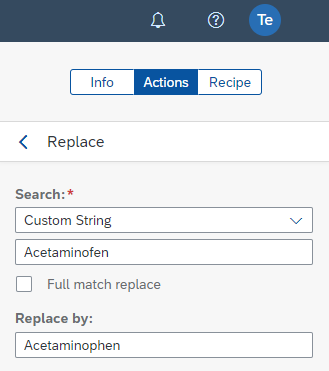 Te
Info Actions Recipe
Replace
Search:*
Custom String
Acetaminofen
Full match replace
Replace by:
Acetaminophen